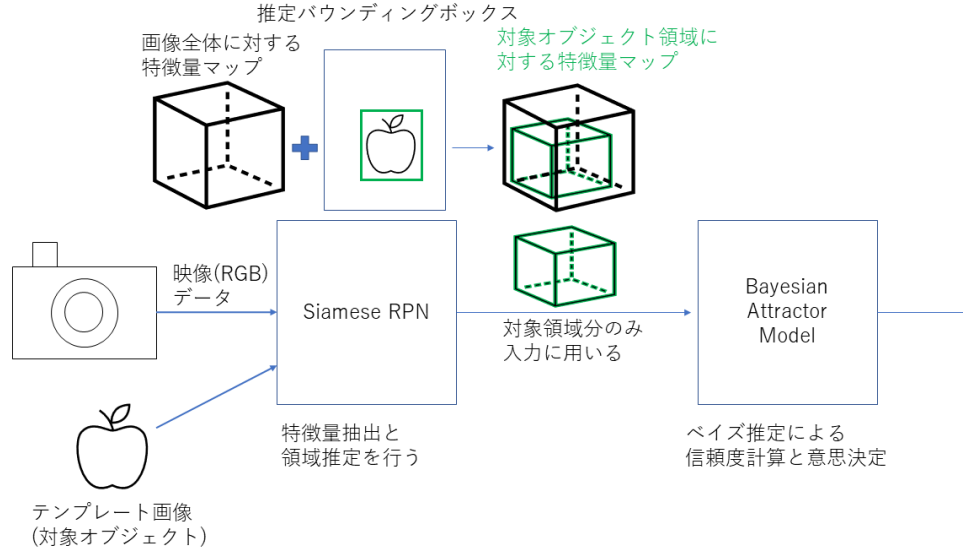 推定バウンディングボックス
画像全体に対する
特徴量マップ
対象オブジェクト領域に
対する特徴量マップ
映像(RGB)
データ
Siamese RPN
対象領域分のみ
入力に用いる
Bayesian
Attractor
Model
特徴量抽出と
領域推定を行う
ベイズ推定による
信頼度計算と意思決定
テンプレート画像
(対象オブジェクト)